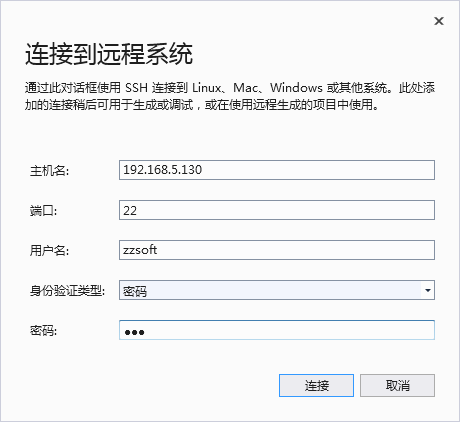 连接到远程系统
通过此对话框使用 SSH 连接到 Linux、Mac、Windows 或其他系统。此处添
加的连接稍后可用于生成或调试，或在使用远程生成的项目中使用。
主机名: 192.168.5.130
端口: 22
用户名: zzsoft
身份验证类型: 密码
密码: ●●●
连接 取消